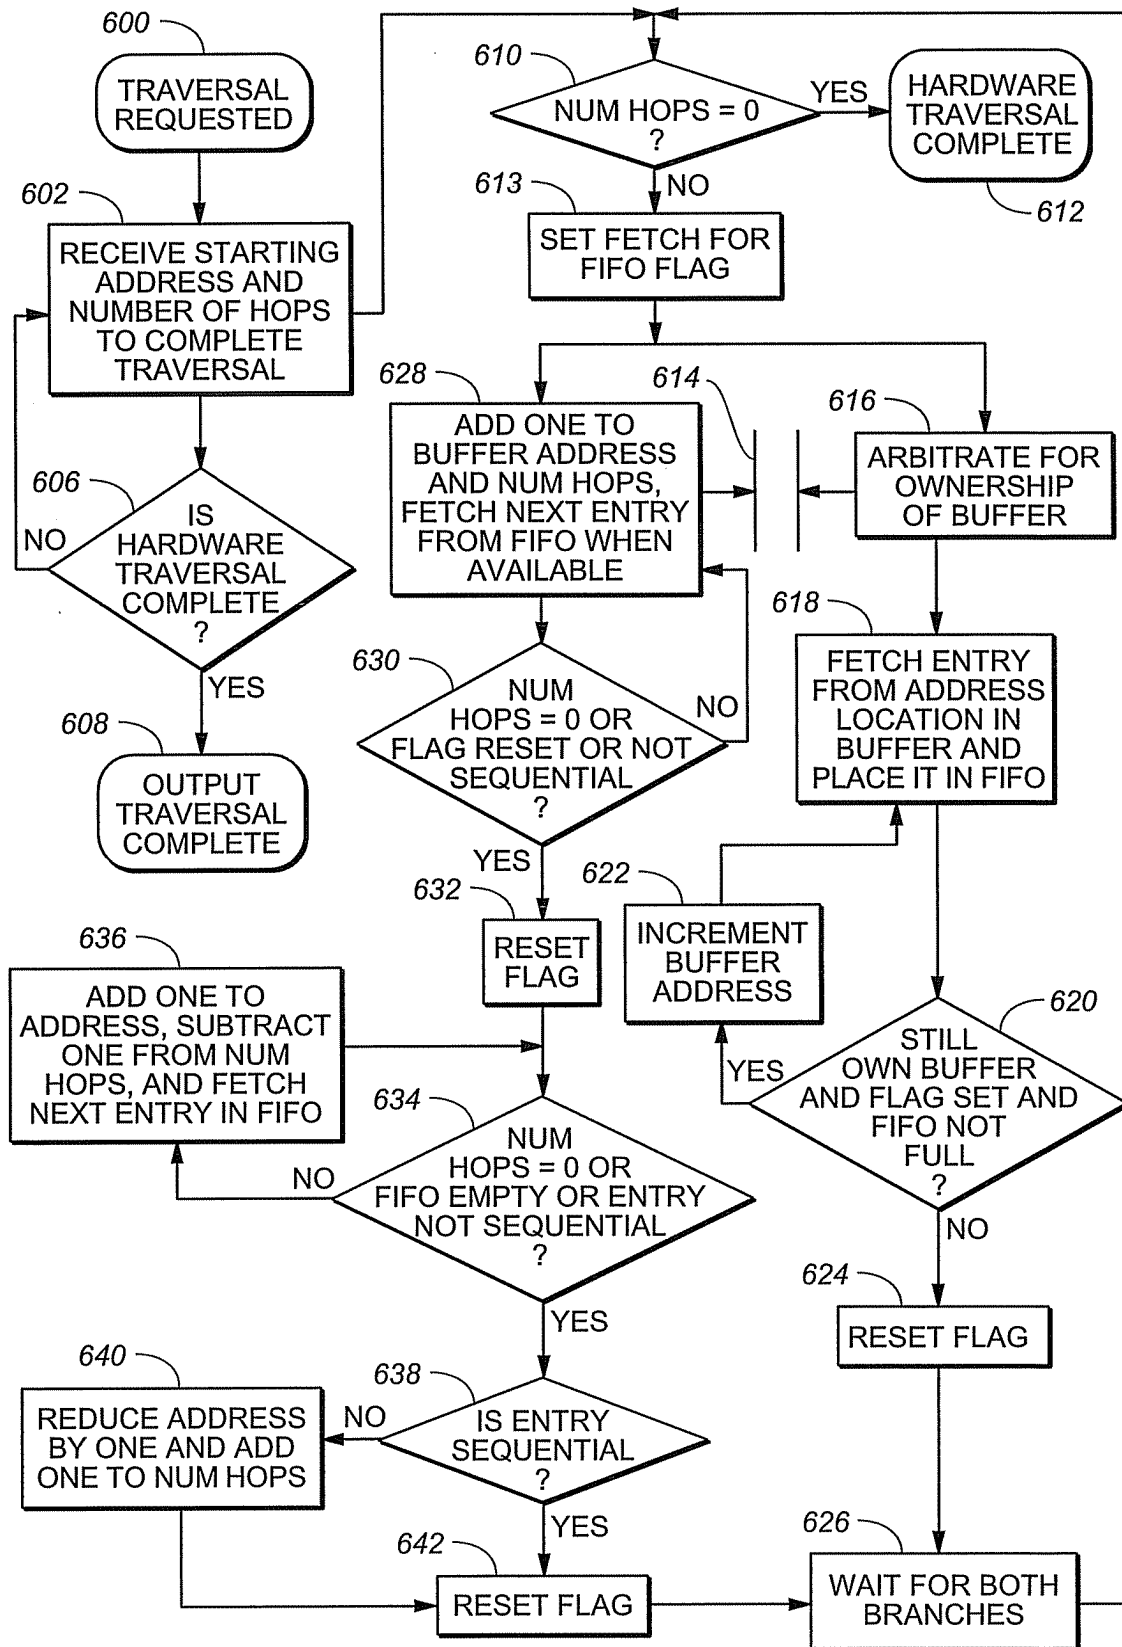 600
TRAVERSAL
REQUESTED
602
RECEIVE STARTING
ADDRESS AND
NUMBER OF HOPS
TO COMPLETE
TRAVERSAL
606
IS
HARDWARE
TRAVERSAL
COMPLETE
?
NO
YES
608
OUTPUT
TRAVERSAL
COMPLETE
610
NUM HOPS = 0
?
YES
HARDWARE
TRAVERSAL
COMPLETE
612
NO
613
SET FETCH FOR
FIFO FLAG
628
ADD ONE TO
BUFFER ADDRESS
AND NUM HOPS,
FETCH NEXT ENTRY
FROM FIFO WHEN
AVAILABLE
614
616
ARBITRATE FOR
OWNERSHIP
OF BUFFER
618
FETCH ENTRY
FROM ADDRESS
LOCATION IN
BUFFER AND
PLACE IT IN FIFO
630
NUM
HOPS = 0 OR
FLAG RESET OR NOT
SEQUENTIAL
?
NO
YES
632
RESET
FLAG
622
INCREMENT
BUFFER
ADDRESS
620
STILL
OWN BUFFER
AND FLAG SET AND
FIFO NOT
FULL
?
YES
NO
636
ADD ONE TO
ADDRESS, SUBTRACT
ONE FROM NUM
HOPS, AND FETCH
NEXT ENTRY IN FIFO
634
NUM
HOPS = 0 OR
FIFO EMPTY OR ENTRY
NOT SEQUENTIAL
?
NO
YES
624
RESET FLAG
638
IS ENTRY
SEQUENTIAL
?
NO
YES
640
REDUCE ADDRESS
BY ONE AND ADD
ONE TO NUM HOPS
642
RESET FLAG
626
WAIT FOR BOTH
BRANCHES